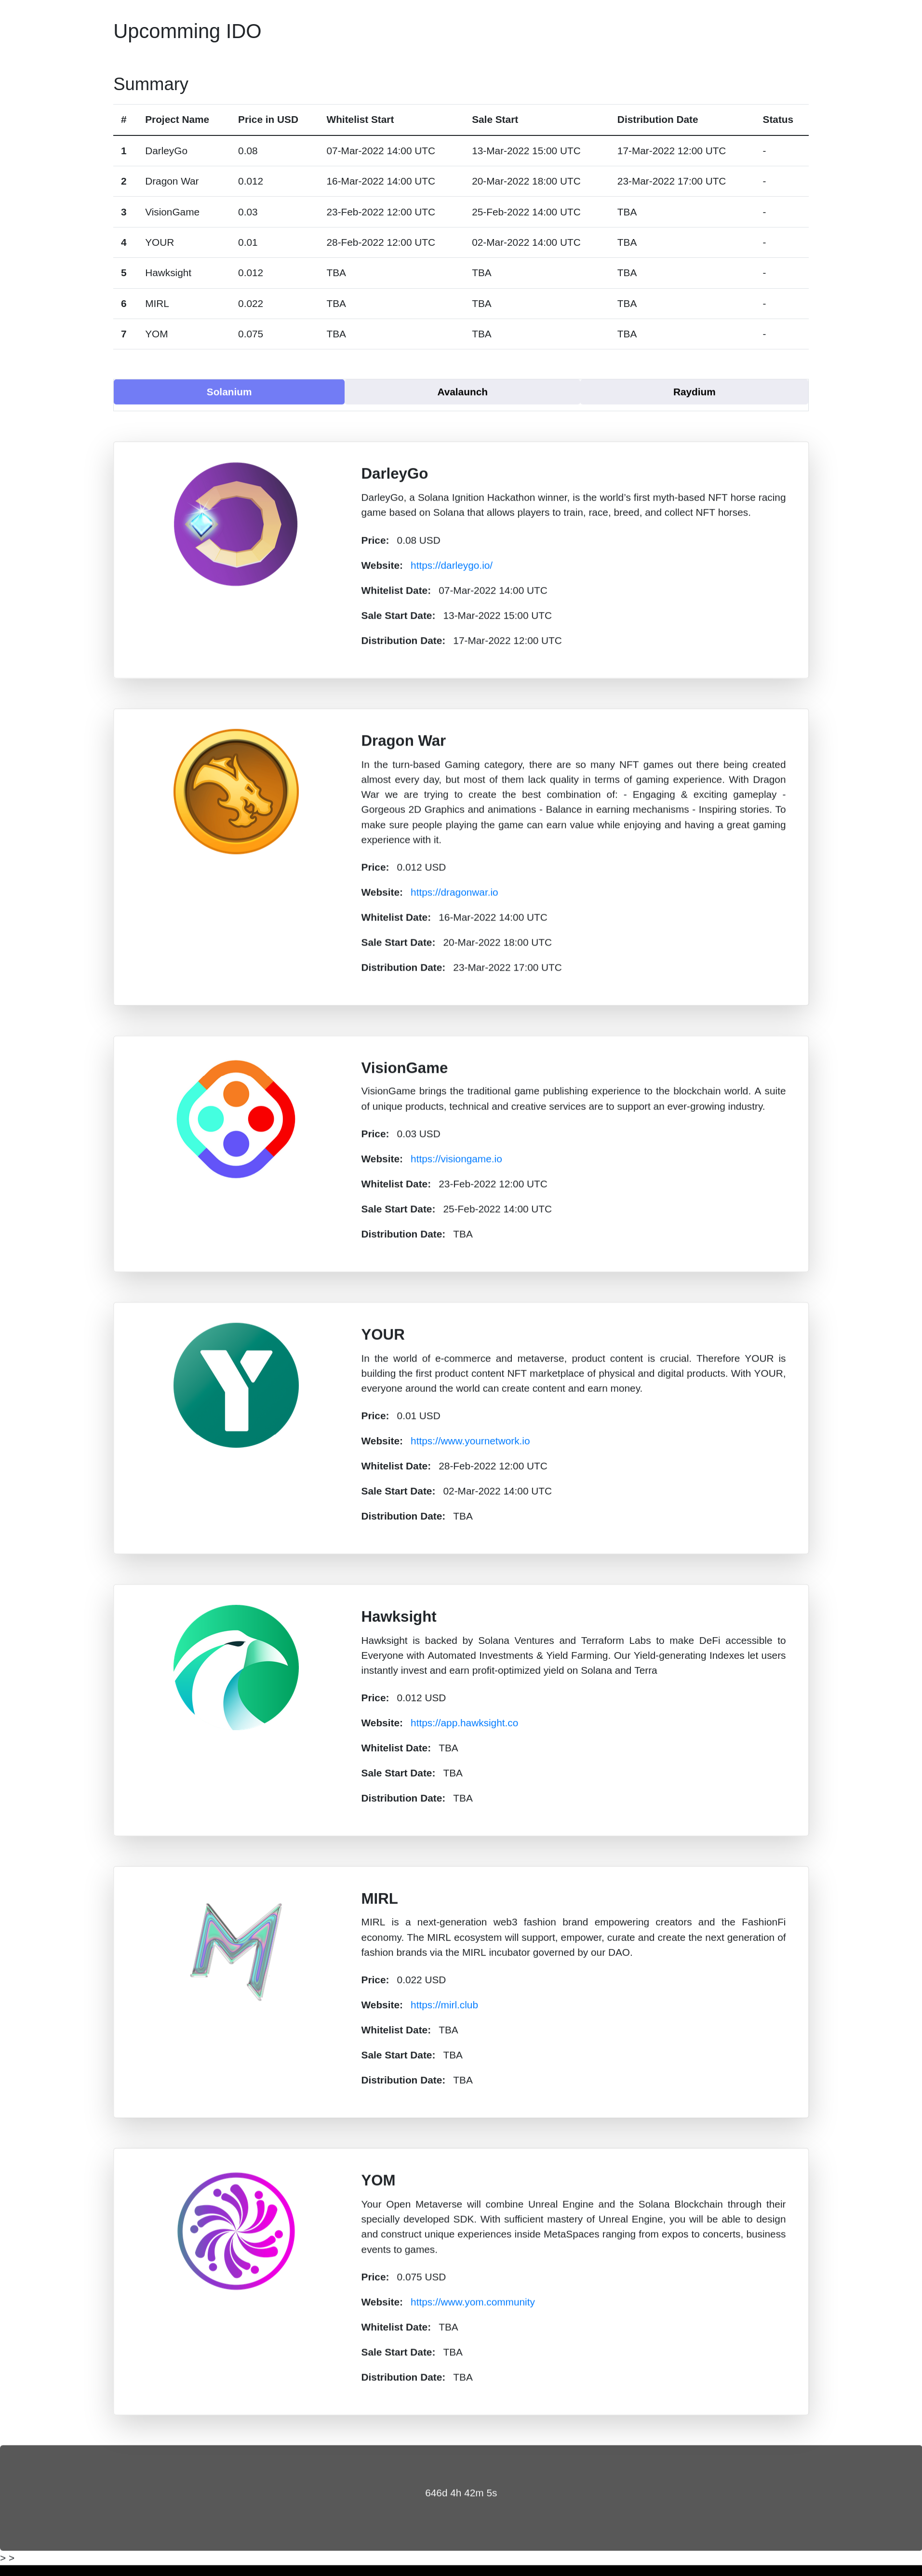 Upcomming IDO
Summary
# Project Name Price in USD Whitelist Start Sale Start Distribution Date Status
1 DarleyGo 0.08 07-Mar-2022 14:00 UTC 13-Mar-2022 15:00 UTC 17-Mar-2022 12:00 UTC -
2 Dragon War 0.012 16-Mar-2022 14:00 UTC 20-Mar-2022 18:00 UTC 23-Mar-2022 17:00 UTC -
3 VisionGame 0.03 23-Feb-2022 12:00 UTC 25-Feb-2022 14:00 UTC TBA -
4 YOUR 0.01 28-Feb-2022 12:00 UTC 02-Mar-2022 14:00 UTC TBA -
5 Hawksight 0.012 TBA TBA TBA -
6 MIRL 0.022 TBA TBA TBA -
7 YOM 0.075 TBA TBA TBA -
Solanium Avalaunch Raydium
DarleyGo
DarleyGo, a Solana Ignition Hackathon winner, is the world's first myth-based NFT horse racing
game based on Solana that allows players to train, race, breed, and collect NFT horses.
Price: 0.08 USD
Website: https://darleygo.io/
Whitelist Date: 07-Mar-2022 14:00 UTC
Sale Start Date: 13-Mar-2022 15:00 UTC
Distribution Date: 17-Mar-2022 12:00 UTC
Dragon War
In the turn-based Gaming category, there are so many NFT games out there being created
almost every day, but most of them lack quality in terms of gaming experience. With Dragon
War we are trying to create the best combination of: - Engaging & exciting gameplay -
Gorgeous 2D Graphics and animations - Balance in earning mechanisms - Inspiring stories. To
make sure people playing the game can earn value while enjoying and having a great gaming
experience with it.
Price: 0.012 USD
Website: https://dragonwar.io
Whitelist Date: 16-Mar-2022 14:00 UTC
Sale Start Date: 20-Mar-2022 18:00 UTC
Distribution Date: 23-Mar-2022 17:00 UTC
VisionGame
VisionGame brings the traditional game publishing experience to the blockchain world. A suite
of unique products, technical and creative services are to support an ever-growing industry.
Price: 0.03 USD
Website: https://visiongame.io
Whitelist Date: 23-Feb-2022 12:00 UTC
Sale Start Date: 25-Feb-2022 14:00 UTC
Distribution Date: TBA
Y
YOUR
In the world of e-commerce and metaverse, product content is crucial. Therefore YOUR is
building the first product content NFT marketplace of physical and digital products. With YOUR,
everyone around the world can create content and earn money.
Price: 0.01 USD
Website: https://www.yournetwork.io
Whitelist Date: 28-Feb-2022 12:00 UTC
Sale Start Date: 02-Mar-2022 14:00 UTC
Distribution Date: TBA
Hawksight
Hawksight is backed by Solana Ventures and Terraform Labs to make DeFi accessible to
Everyone with Automated Investments & Yield Farming. Our Yield-generating Indexes let users
instantly invest and earn profit-optimized yield on Solana and Terra
Price: 0.012 USD
Website: https://app.hawksight.co
Whitelist Date: TBA
Sale Start Date: TBA
Distribution Date: TBA
M
MIRL
MIRL is a next-generation web3 fashion brand empowering creators and the FashionFi
economy. The MIRL ecosystem will support, empower, curate and create the next generation of
fashion brands via the MIRL incubator governed by our DAO.
Price: 0.022 USD
Website: https://mirl.club
Whitelist Date: TBA
Sale Start Date: TBA
Distribution Date: TBA
YOM
Your Open Metaverse will combine Unreal Engine and the Solana Blockchain through their
specially developed SDK. With sufficient mastery of Unreal Engine, you will be able to design
and construct unique experiences inside MetaSpaces ranging from expos to concerts, business
events to games.
Price: 0.075 USD
Website: https://www.yom.community
Whitelist Date: TBA
Sale Start Date: TBA
Distribution Date: TBA
646d 4h 42m 5s
> >